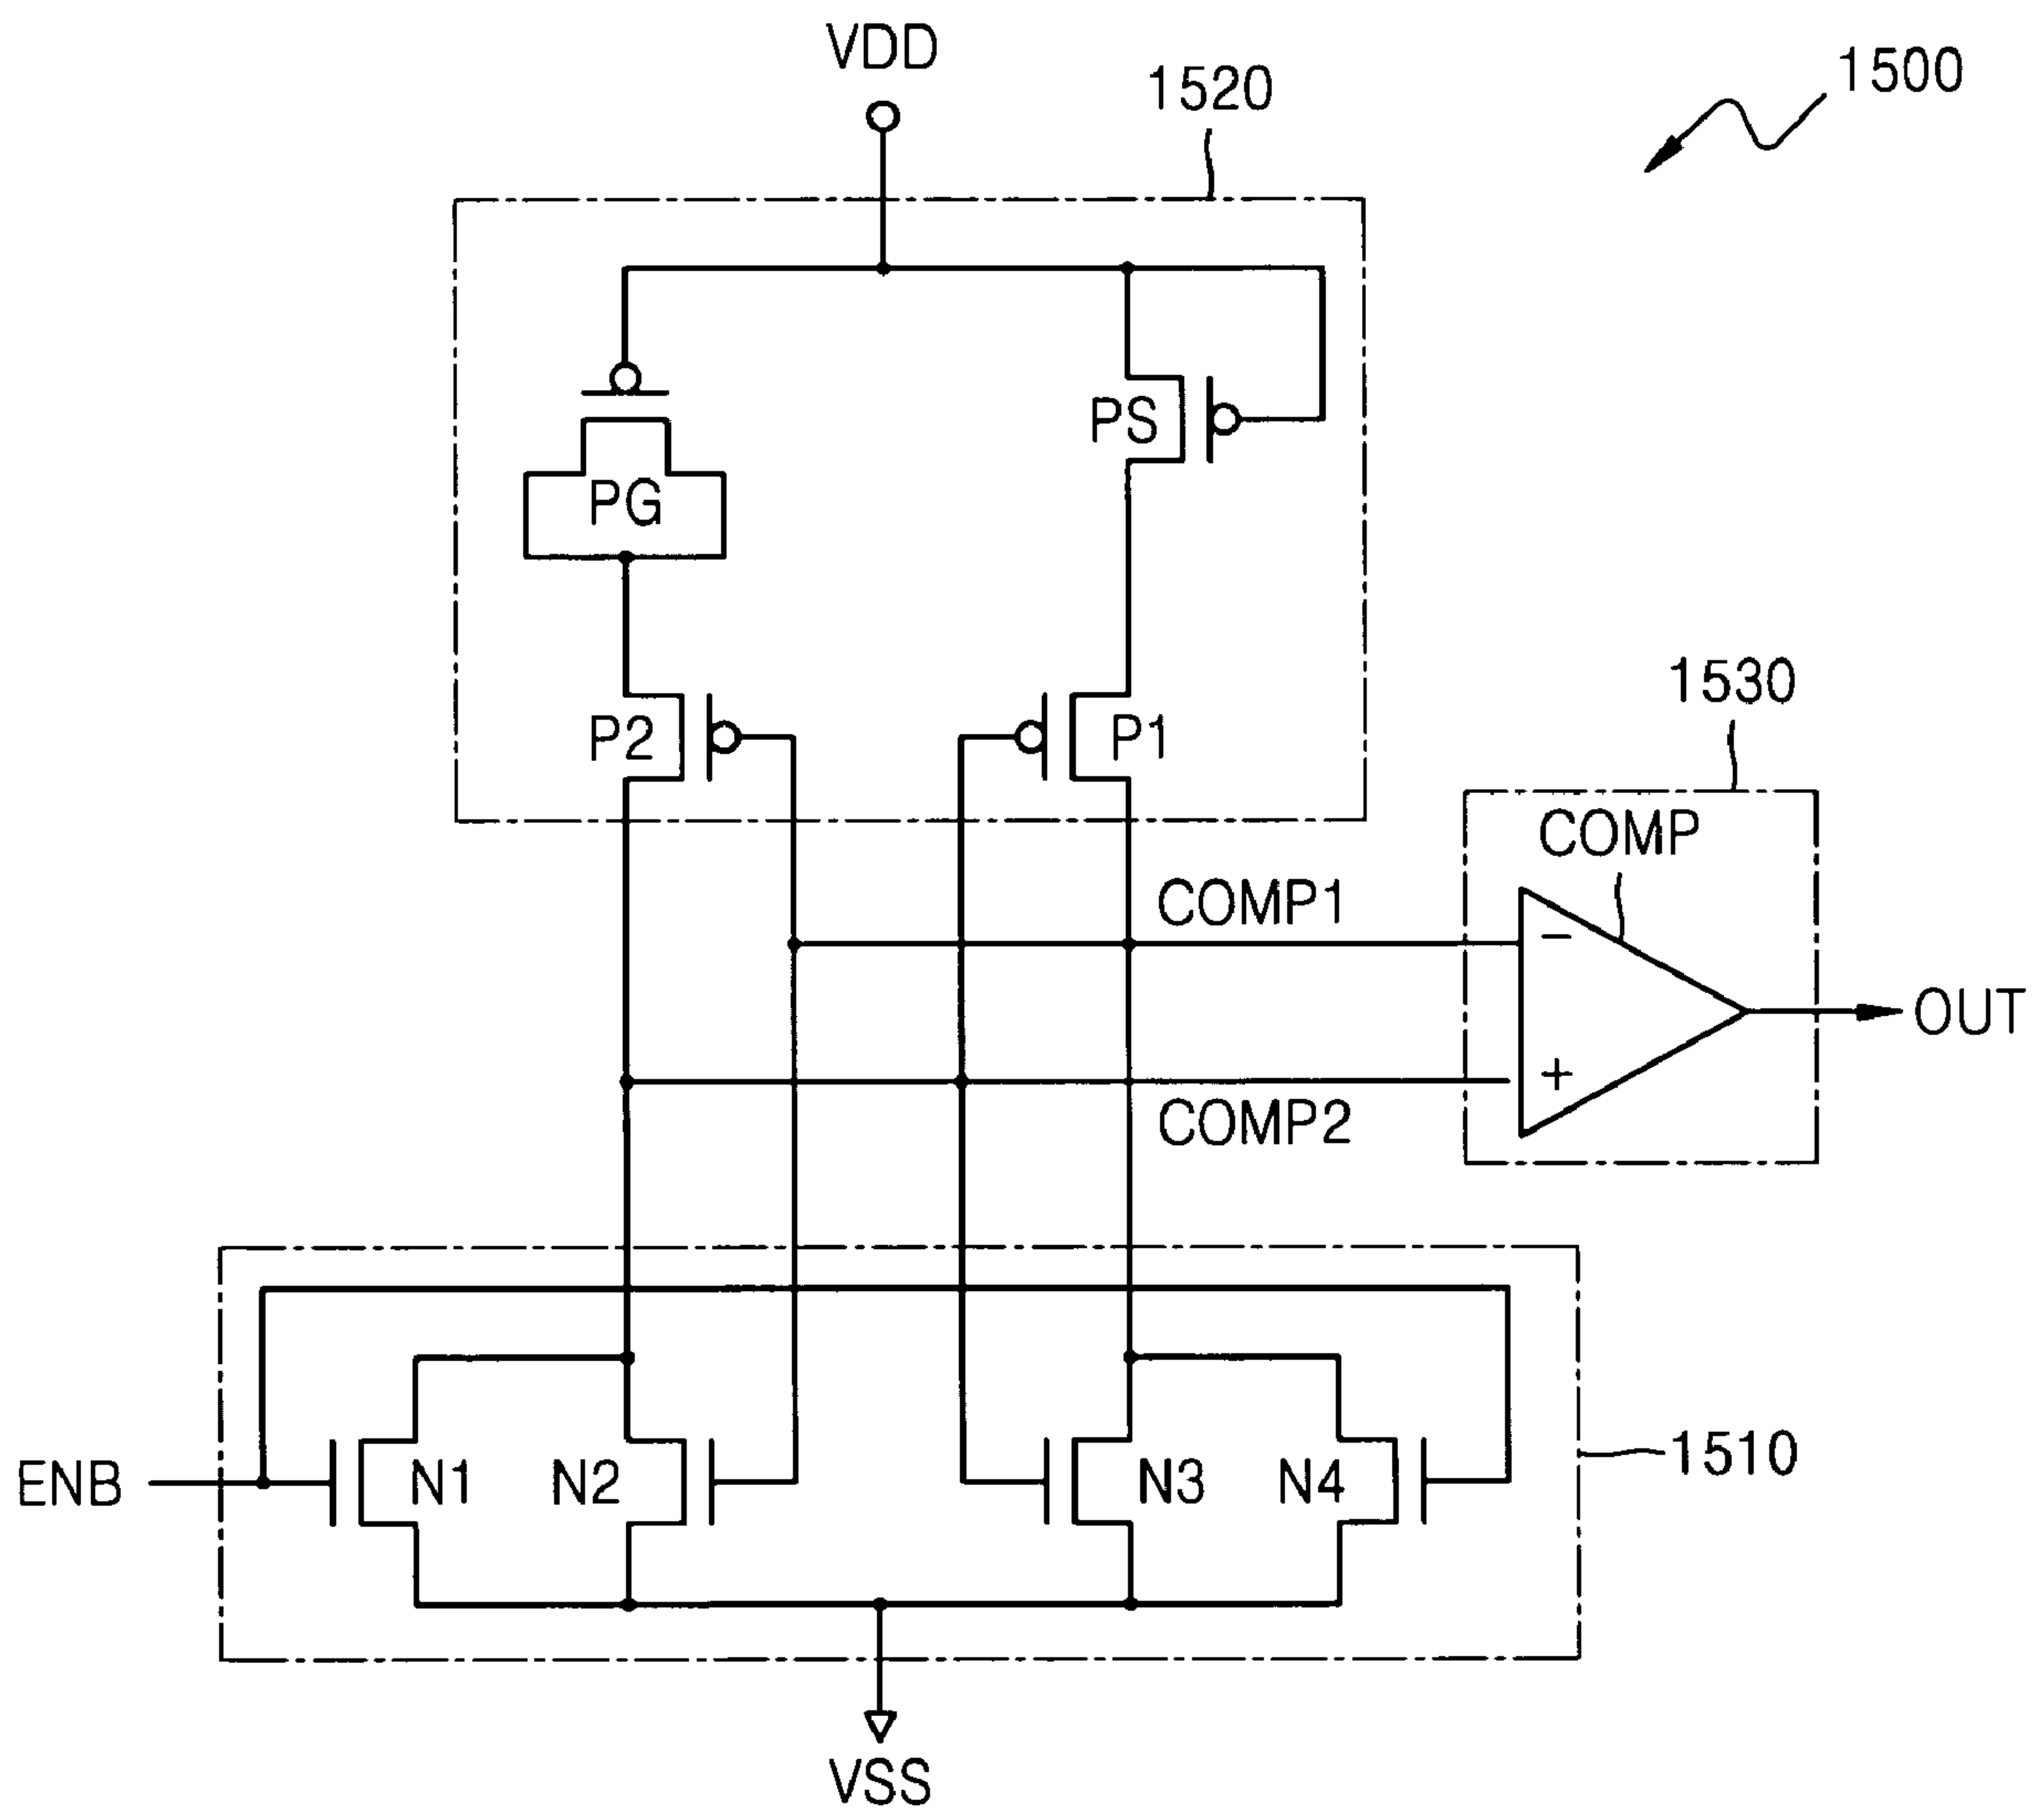 VDD
1520
1500
PS
PG
P2
P1
1530
COMP
COMP1
−
OUT
+
COMP2
1510
ENB
N1
N2
N3
N4
VSS